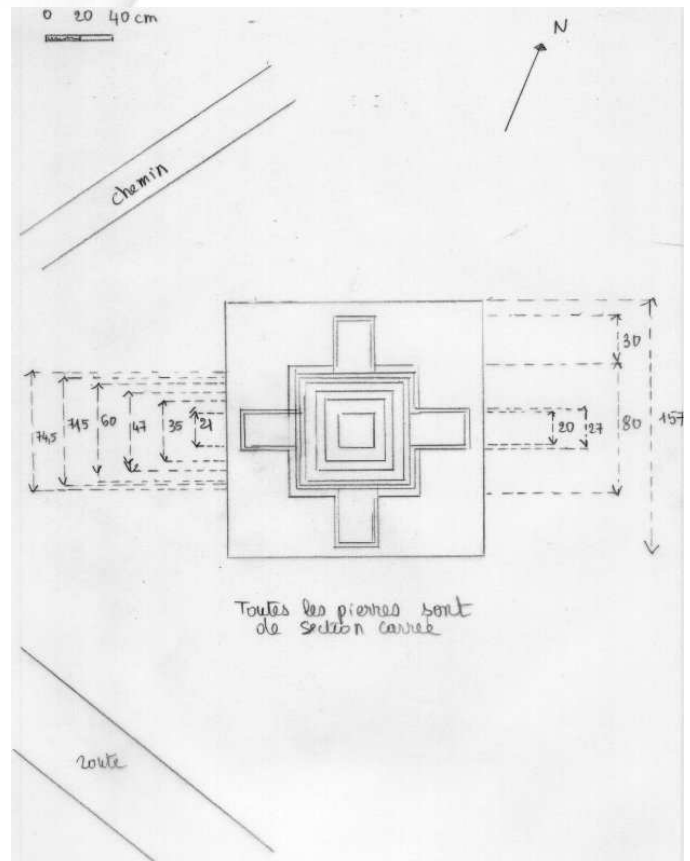 0 20 40 cm
N
chemin
30
74,5
71,5
60
47
35
21
20
27
80
157
Toutes les pierres sont
de section carrée
route